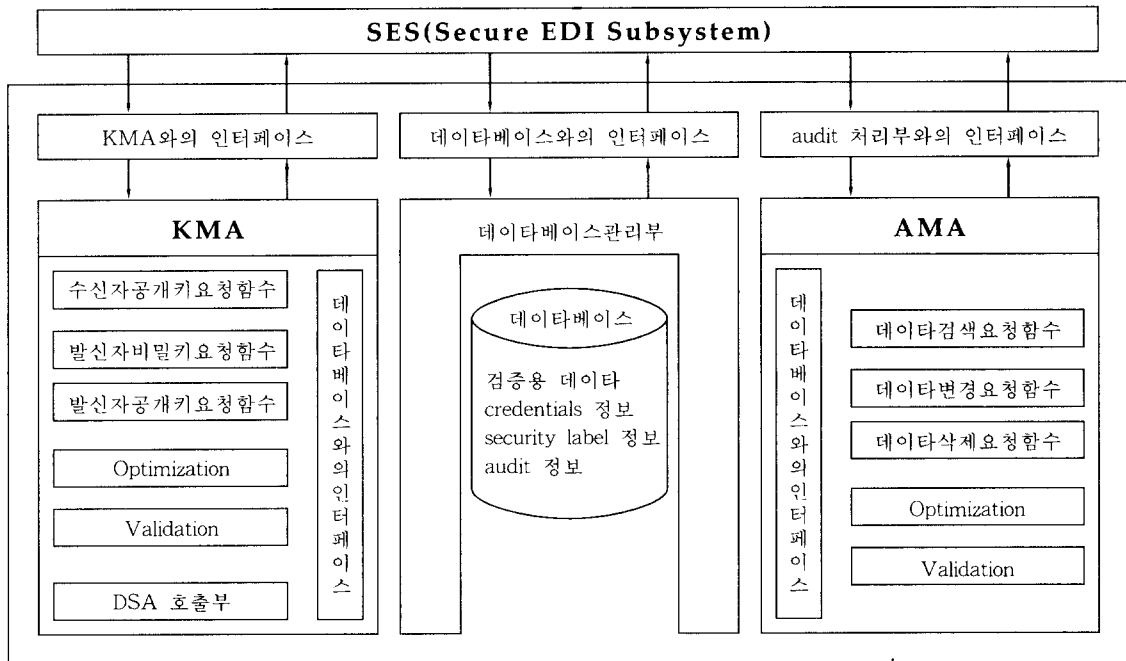 SES(Secure EDI Subsystem)
KMA와의 인터페이스
데이타베이스와의 인터페이스
audit 처리부와의 인터페이스
KMA
수신자공개키요청함수
발신자비밀키요청함수
발신자공개키요청함수
Optimization
Validation
DSA 호출부
데이타베이스와의인터페이스
데이타베이스관리부
데이타베이스
검증용 데이타
credentials 정보
security label 정보
audit 정보
AMA
데이타베이스와의인터페이스
데이타검색요청함수
데이타변경요청함수
데이타삭제요청함수
Optimization
Validation